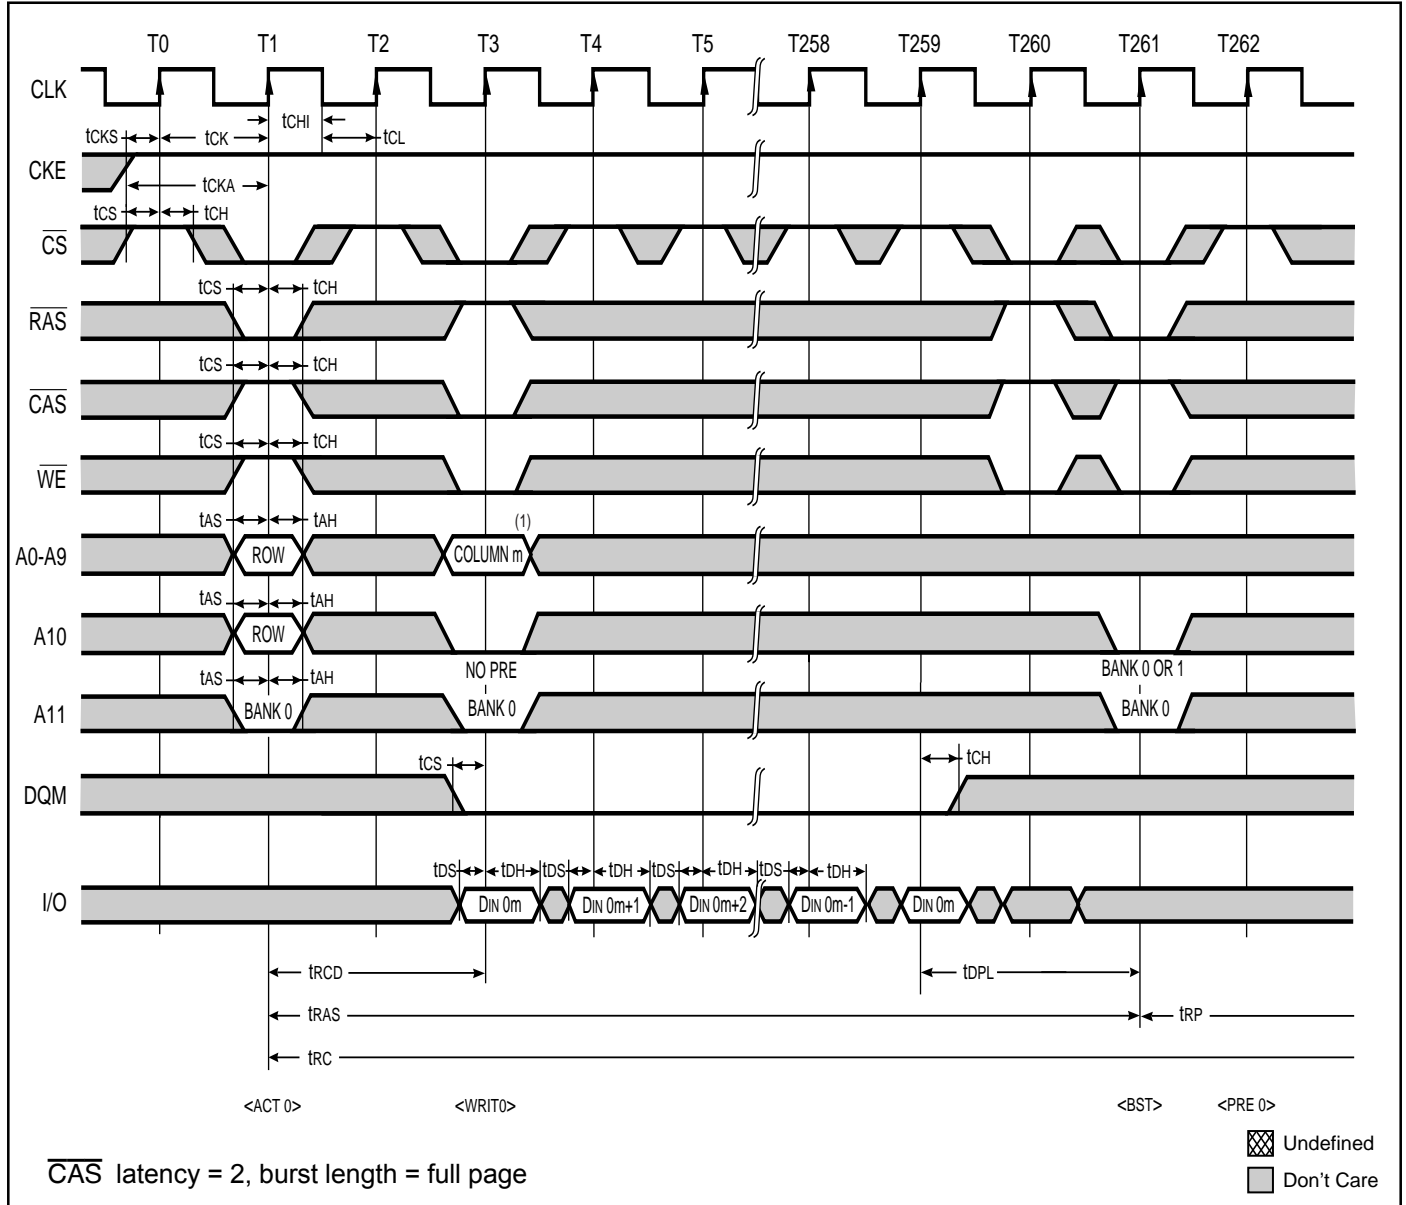 T0 T1 T2 T3 T4 T5 T258 T259 T260 T261 T262
CLK
tCHI
tCKS tCK tCL
CKE
tCKA
tCS tCH
CS
tCS tCH
RAS
tCS tCH
CAS
tCS tCH
WE
tAS tAH (1)
A0-A9 ROW COLUMN m
tAS tAH
A10 ROW
NO PRE BANK 0 OR 1
tAS tAH
A11 BANK 0 BANK 0 BANK 0
tCS tCH
DQM
tDS tDH tDS tDH tDS tDH tDS tDH
I/O DIN 0m DIN 0m+1 DIN 0m+2 DIN 0m-1 DIN 0m
tRCD tDPL
tRAS tRP
tRC
<ACT 0> <WRIT0> <BST> <PRE 0>
Undefined
CAS latency = 2, burst length = full page
Don't Care